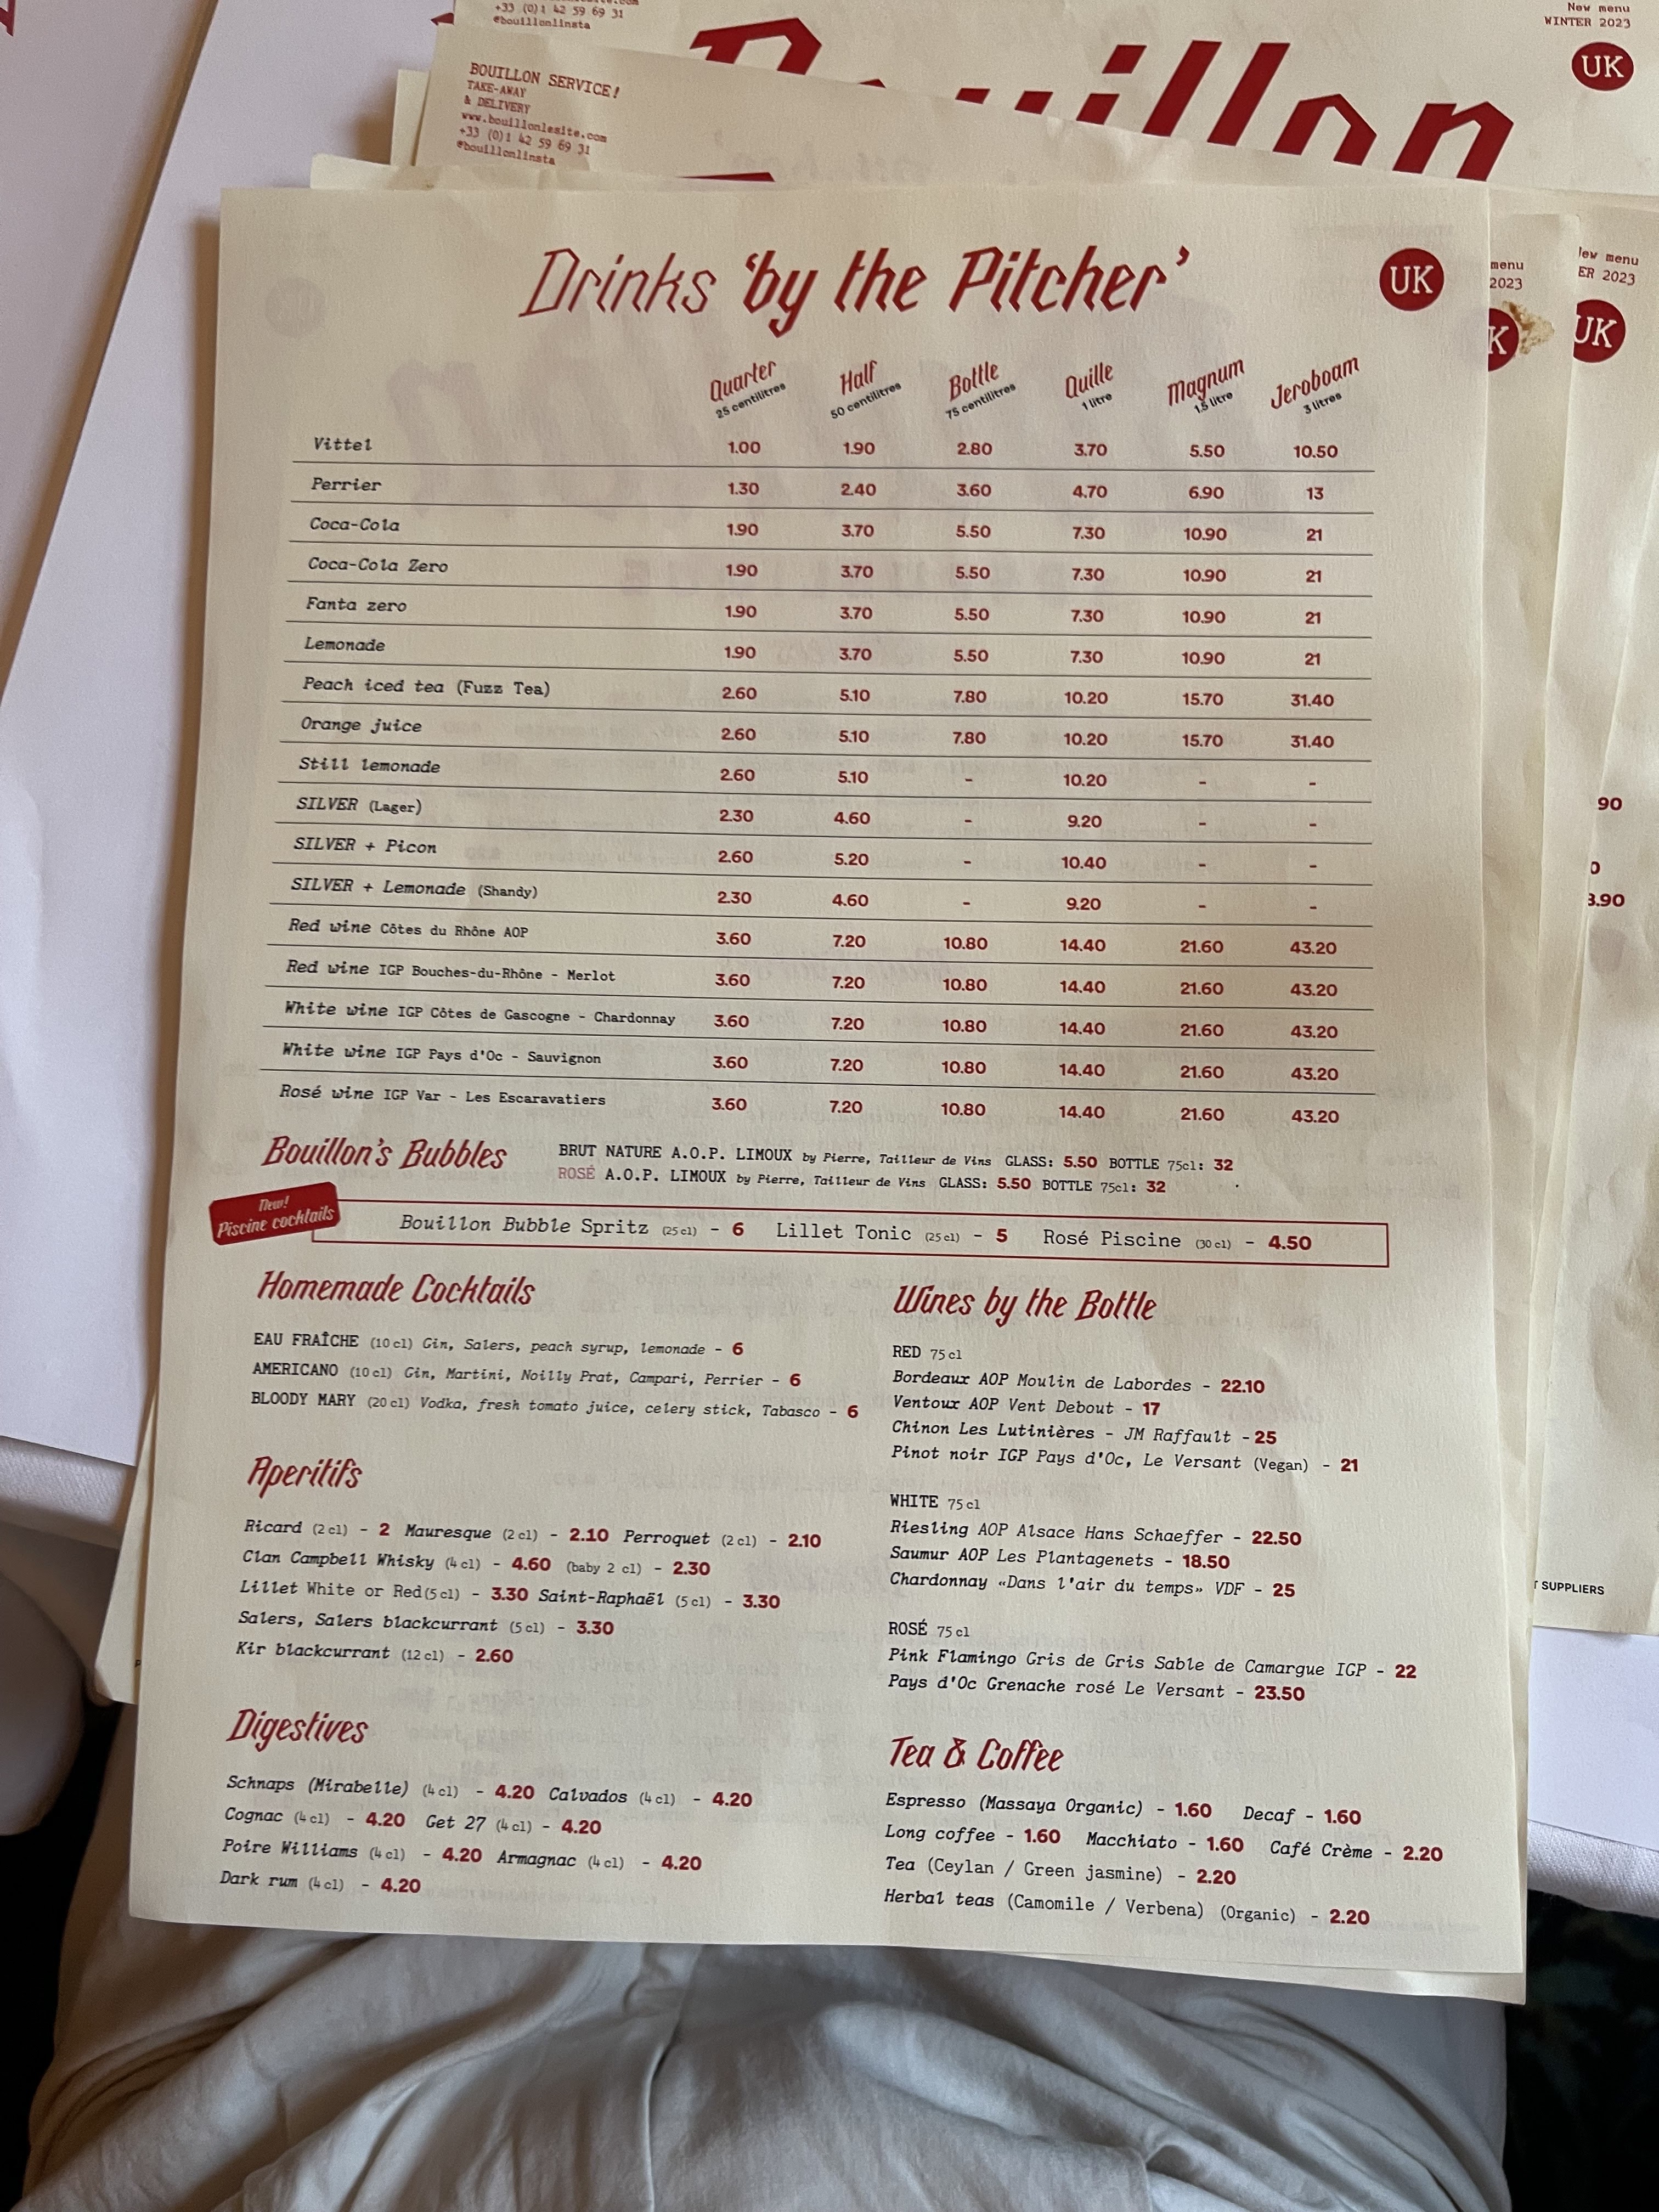 +33 (0)1 42 59 69 31
@bouillonlinsta
New menu
WINTER 2023
UK
BOUILLON SERVICE!
TAKE-AWAY
& DELIVERY
www.bouillonlesite.com
+33 (0)1 42 59 69 31
@bouillonlinsta
Bouillon
menu
2023
New menu
ER 2023
UK
Drinks 'by the Pitcher'
UK
Quarter Half Bottle Quille Magnum Jeroboam
25 centilitres 50 centilitres 75 centilitres 1 litre 1.5 litre 3 litres
Vittel 1.00 1.90 2.80 3.70 5.50 10.50
Perrier 1.30 2.40 3.60 4.70 6.90 13
Coca-Cola 1.90 3.70 5.50 7.30 10.90 21
Coca-Cola Zero 1.90 3.70 5.50 7.30 10.90 21
Fanta zero 1.90 3.70 5.50 7.30 10.90 21
Lemonade 1.90 3.70 5.50 7.30 10.90 21
Peach iced tea (Fuzz Tea) 2.60 5.10 7.80 10.20 15.70 31.40
Orange juice 2.60 5.10 7.80 10.20 15.70 31.40
Still lemonade 2.60 5.10 - 10.20 - -
SILVER (Lager) 2.30 4.60 - 9.20 - -
SILVER + Picon 2.60 5.20 - 10.40 - -
SILVER + Lemonade (Shandy) 2.30 4.60 - 9.20 - -
Red wine Côtes du Rhône AOP 3.60 7.20 10.80 14.40 21.60 43.20
Red wine IGP Bouches-du-Rhône - Merlot 3.60 7.20 10.80 14.40 21.60 43.20
White wine IGP Côtes de Gascogne - Chardonnay 3.60 7.20 10.80 14.40 21.60 43.20
White wine IGP Pays d'Oc - Sauvignon 3.60 7.20 10.80 14.40 21.60 43.20
Rosé wine IGP Var - Les Escaravatiers 3.60 7.20 10.80 14.40 21.60 43.20
Bouillon's Bubbles
BRUT NATURE A.O.P. LIMOUX by Pierre, Tailleur de Vins GLASS: 5.50 BOTTLE 75cl: 32
ROSÉ A.O.P. LIMOUX by Pierre, Tailleur de Vins GLASS: 5.50 BOTTLE 75cl: 32
New!
Piscine cocktails
Bouillon Bubble Spritz (25 cl) - 6 Lillet Tonic (25 cl) - 5 Rosé Piscine (30 cl) - 4.50
Homemade Cocktails
EAU FRAÎCHE (10 cl) Gin, Salers, peach syrup, lemonade - 6
AMERICANO (10 cl) Gin, Martini, Noilly Prat, Campari, Perrier - 6
BLOODY MARY (20 cl) Vodka, fresh tomato juice, celery stick, Tabasco - 6
Aperitifs
Ricard (2 cl) - 2 Mauresque (2 cl) - 2.10 Perroquet (2 cl) - 2.10
Clan Campbell Whisky (4 cl) - 4.60 (baby 2 cl) - 2.30
Lillet White or Red(5 cl) - 3.30 Saint-Raphaël (5 cl) - 3.30
Salers, Salers blackcurrant (5 cl) - 3.30
Kir blackcurrant (12 cl) - 2.60
Digestives
Schnaps (Mirabelle) (4 cl) - 4.20 Calvados (4 cl) - 4.20
Cognac (4 cl) - 4.20 Get 27 (4 cl) - 4.20
Poire Williams (4 cl) - 4.20 Armagnac (4 cl) - 4.20
Dark rum (4 cl) - 4.20
Wines by the Bottle
RED 75 cl
Bordeaux AOP Moulin de Labordes - 22.10
Ventoux AOP Vent Debout - 17
Chinon Les Lutinières - JM Raffault - 25
Pinot noir IGP Pays d'Oc, Le Versant (Vegan) - 21
WHITE 75 cl
Riesling AOP Alsace Hans Schaeffer - 22.50
Saumur AOP Les Plantagenets - 18.50
Chardonnay «Dans l'air du temps» VDF - 25
ROSÉ 75 cl
Pink Flamingo Gris de Gris Sable de Camargue IGP - 22
Pays d'Oc Grenache rosé Le Versant - 23.50
Tea & Coffee
Espresso (Massaya Organic) - 1.60 Decaf - 1.60
Long coffee - 1.60 Macchiato - 1.60 Café Crème - 2.20
Tea (Ceylan / Green jasmine) - 2.20
Herbal teas (Camomile / Verbena) (Organic) - 2.20
90
0
3.90
SUPPLIERS